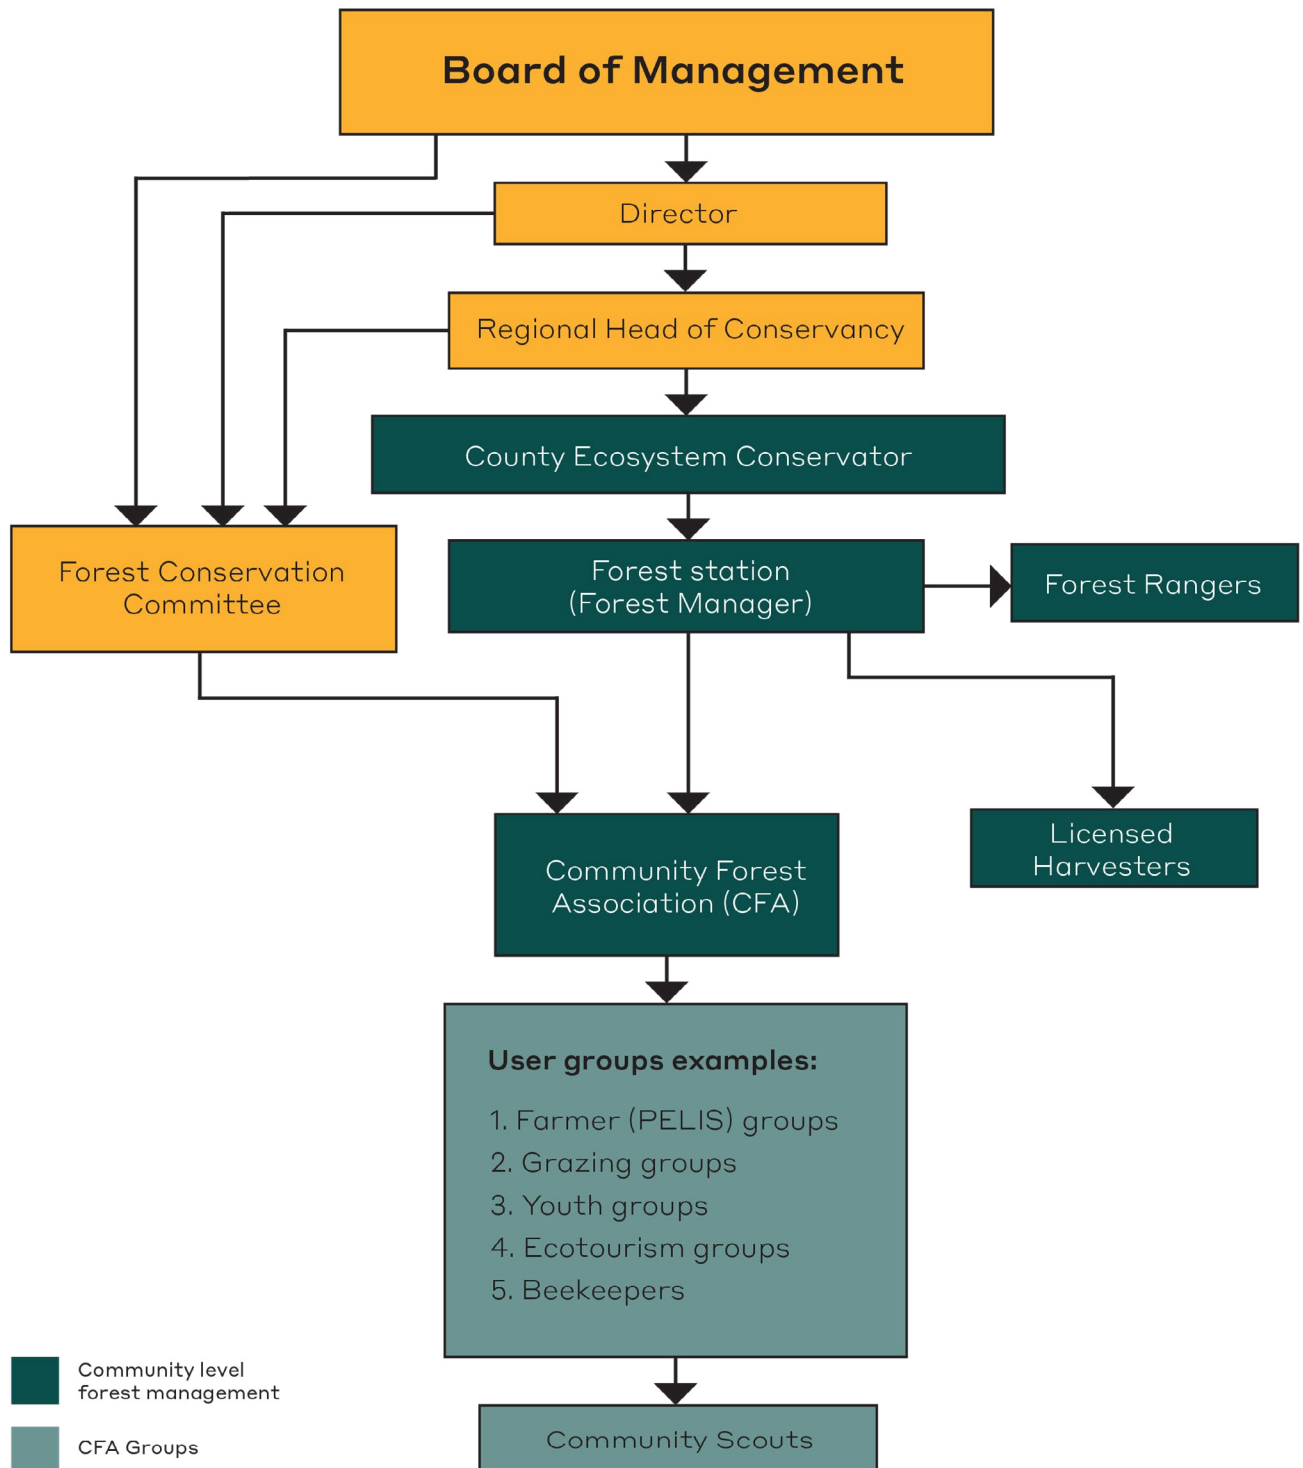 Board of Management
Director
Regional Head of Conservancy
County Ecosystem Conservator
Forest Conservation
Committee
Forest station
(Forest Manager)
Forest Rangers
Licensed
Harvesters
Community Forest
Association (CFA)
User groups examples:
1. Farmer (PELIS) groups
2. Grazing groups
3. Youth groups
4. Ecotourism groups
5. Beekeepers
Community level
forest management
CFA Groups
Community Scouts